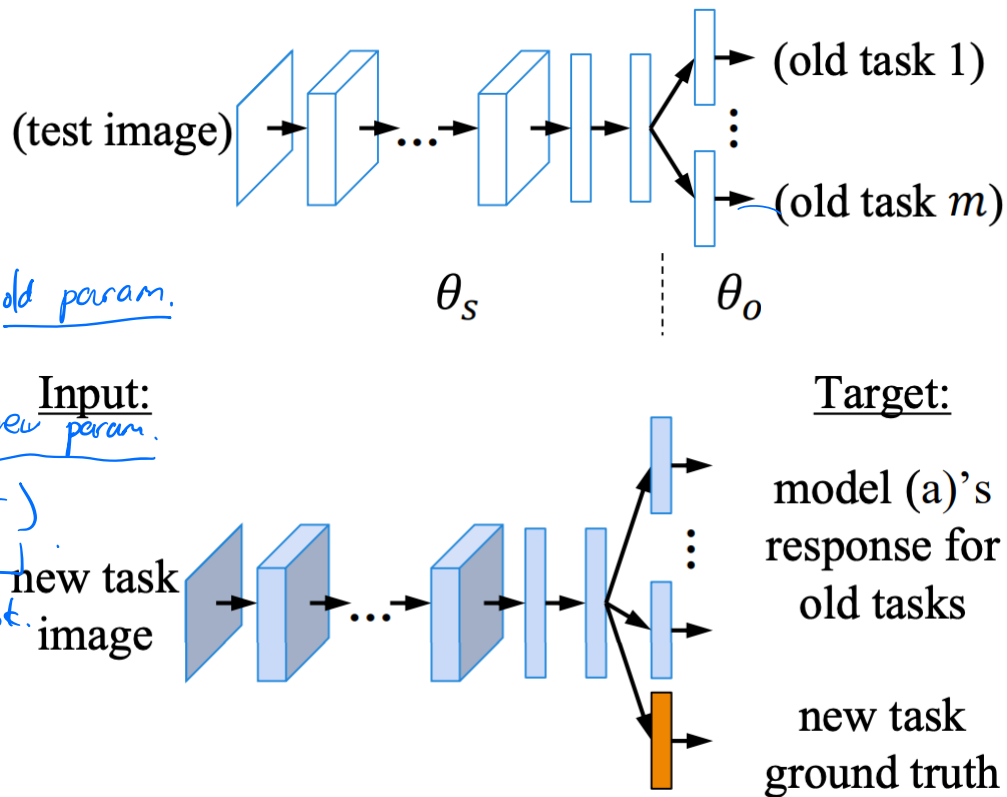 (old task 1)
(test image)
...
(old task m)
old param.
θs
θo
Input:
Target:
param.
model (a)'s
response for
old tasks
new task
image
...
new task
ground truth